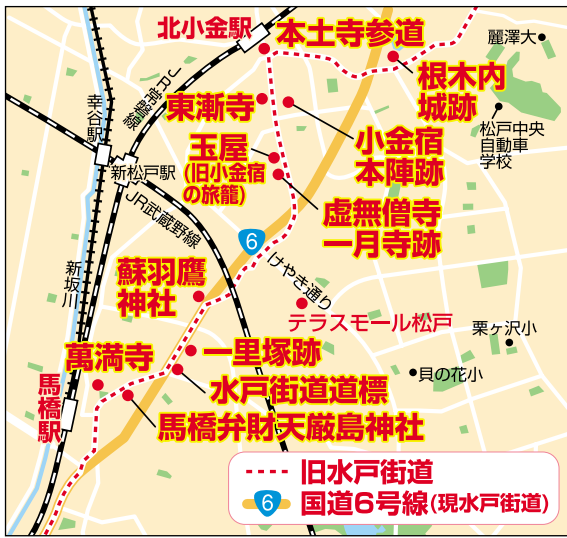 北小金駅
本土寺参道
麗澤大
根木内
城跡
JR常磐線
幸谷駅
東漸寺
松戸中央
自動車
学校
小金宿
本陣跡
玉屋
(旧小金宿
の旅籠)
新松戸駅
JR武蔵野線
虚無僧寺
一月寺跡
6
けやき通り
新坂川
蘇羽鷹
神社
テラスモール松戸
栗ヶ沢小
一里塚跡
萬満寺
貝の花小
水戸街道道標
馬橋駅
馬橋弁財天厳島神社
旧水戸街道
6
国道6号線(現水戸街道)